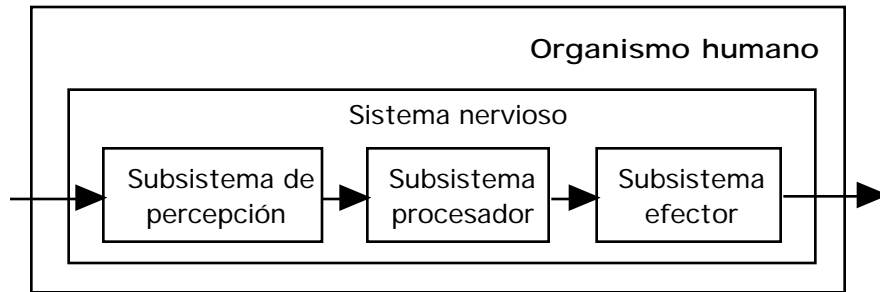 Organismo humano
Sistema nervioso
Subsistema de
percepción
Subsistema
procesador
Subsistema
efector